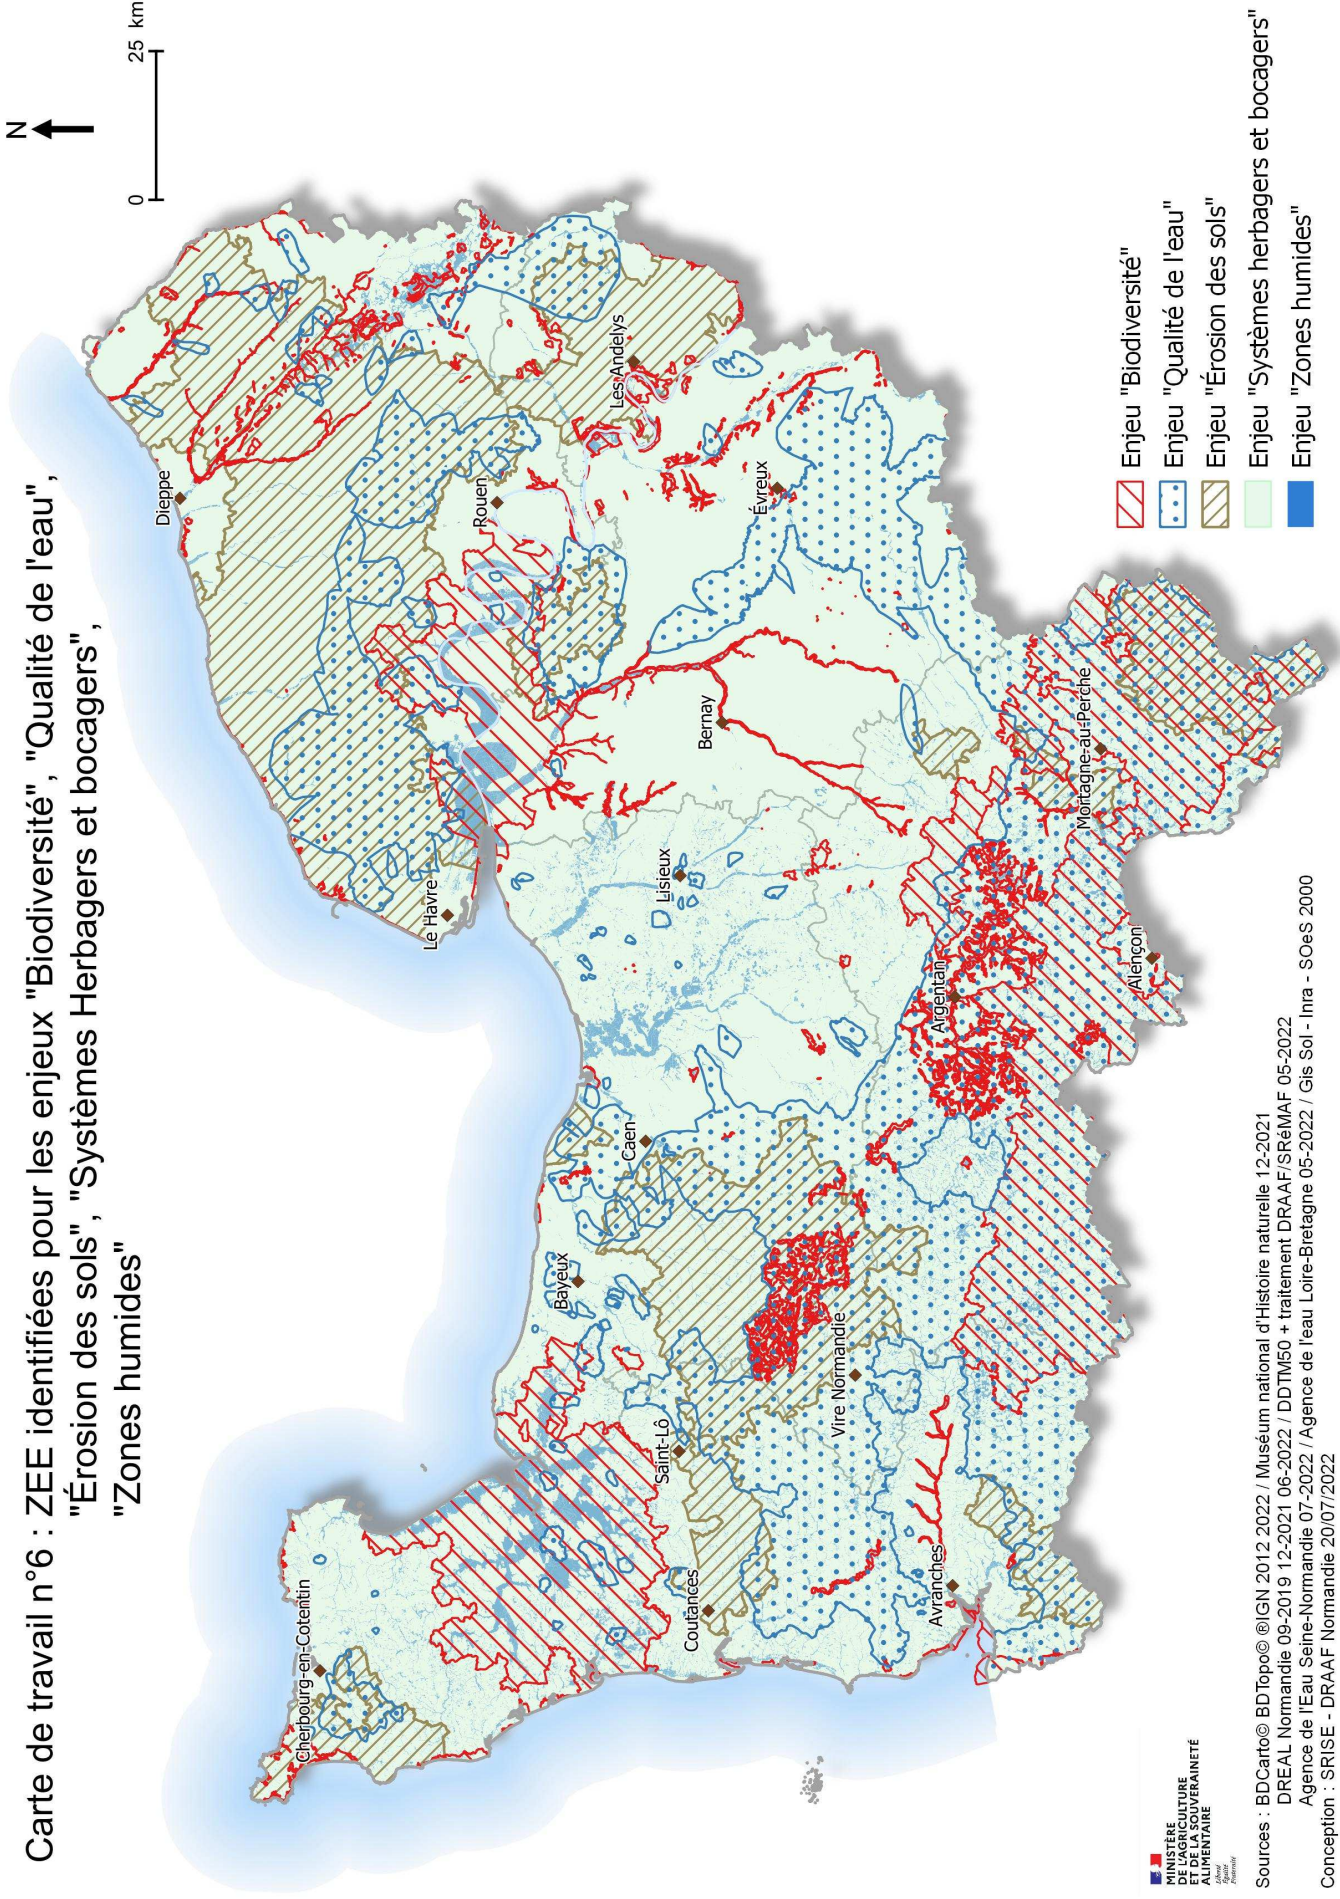 Carte de travail n°6 : ZEE identifiées pour les enjeux "Biodiversité", "Qualité de l'eau",
"Érosion des sols", "Systèmes Herbagers et bocagers",
"Zones humides"
N
0
25 km
Cherbourg-en-Cotentin
Coutances
Saint-Lô
Avranches
Vire Normandie
Bayeux
Caen
Argentan
Alençon
Lisieux
Le Havre
Mortagne-au-Perche
Bernay
Dieppe
Rouen
Évreux
Les Andelys
Enjeu "Biodiversité"
Enjeu "Qualité de l'eau"
Enjeu "Érosion des sols"
Enjeu "Systèmes herbagers et bocagers"
Enjeu "Zones humides"
MINISTÈRE
DE L'AGRICULTURE
ET DE LA SOUVERAINETÉ
ALIMENTAIRE
Liberté
Égalité
Fraternité
Sources : BDCarto© BDTopo© ®IGN 2012 2022 / Muséum national d'Histoire naturelle 12-2021
DREAL Normandie 09-2019 12-2021 06-2022 / DDTM50 + traitement DRAAF/SRéMAF 05-2022
Agence de l'Eau Seine-Normandie 07-2022 / Agence de l'eau Loire-Bretagne 05-2022 / Gis Sol - Inra - SOeS 2000
Conception : SRISE - DRAAF Normandie 20/07/2022